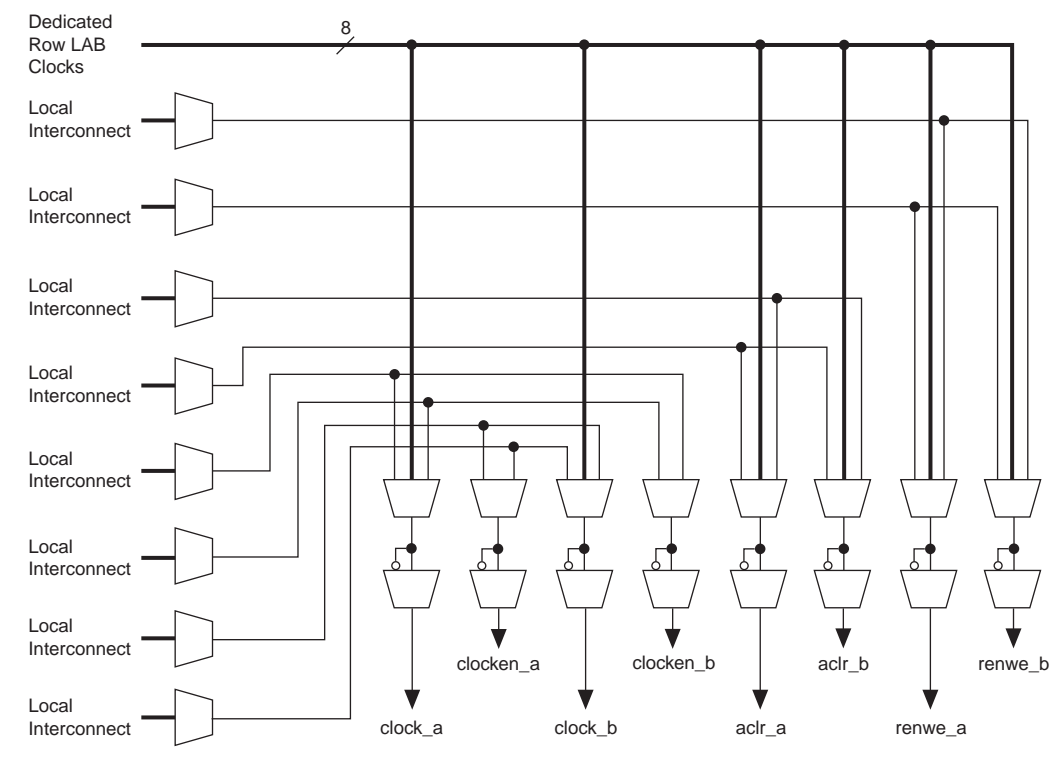 Dedicated
Row LAB
Clocks
8
Local
Interconnect
Local
Interconnect
Local
Interconnect
Local
Interconnect
Local
Interconnect
Local
Interconnect
Local
Interconnect
Local
Interconnect
clocken_a
clocken_b
aclr_b
renwe_b
clock_a
clock_b
aclr_a
renwe_a